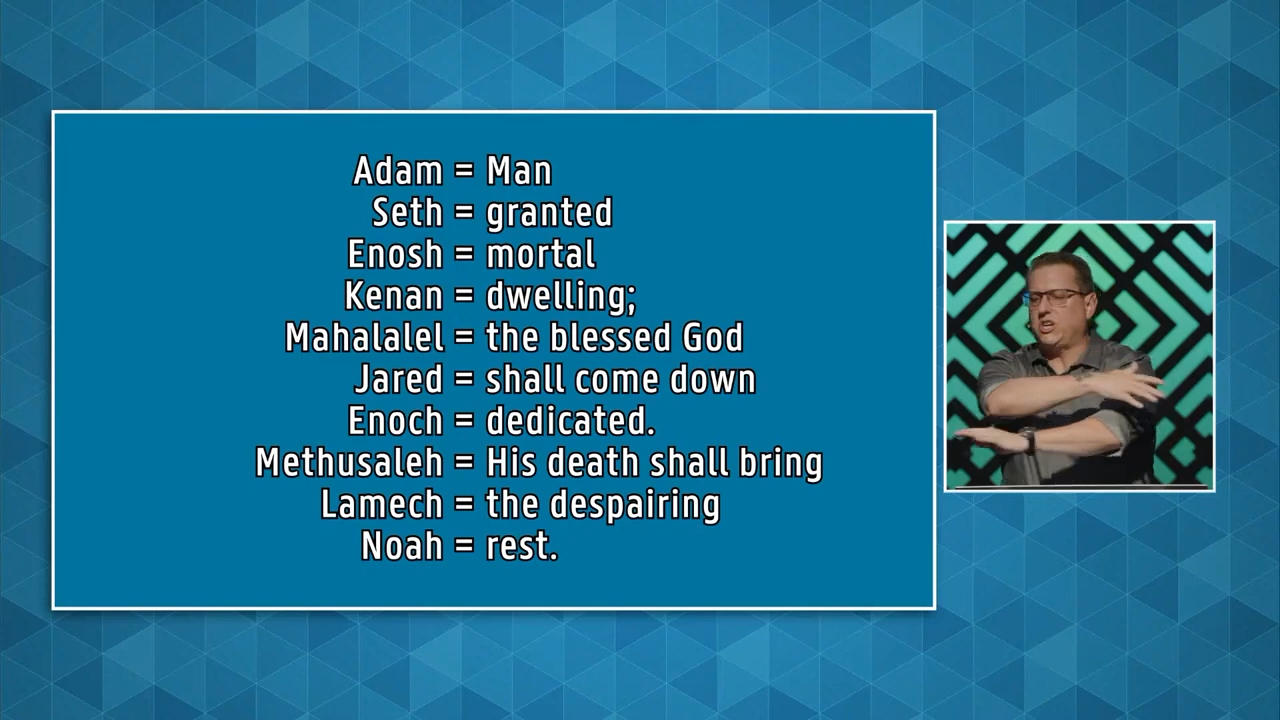 Adam = Man
Seth = granted
Enosh = mortal
Kenan = dwelling;
Mahalalel = the blessed God
Jared = shall come down
Enoch = dedicated.
Methusaleh = His death shall bring
Lamech = the despairing
Noah = rest.